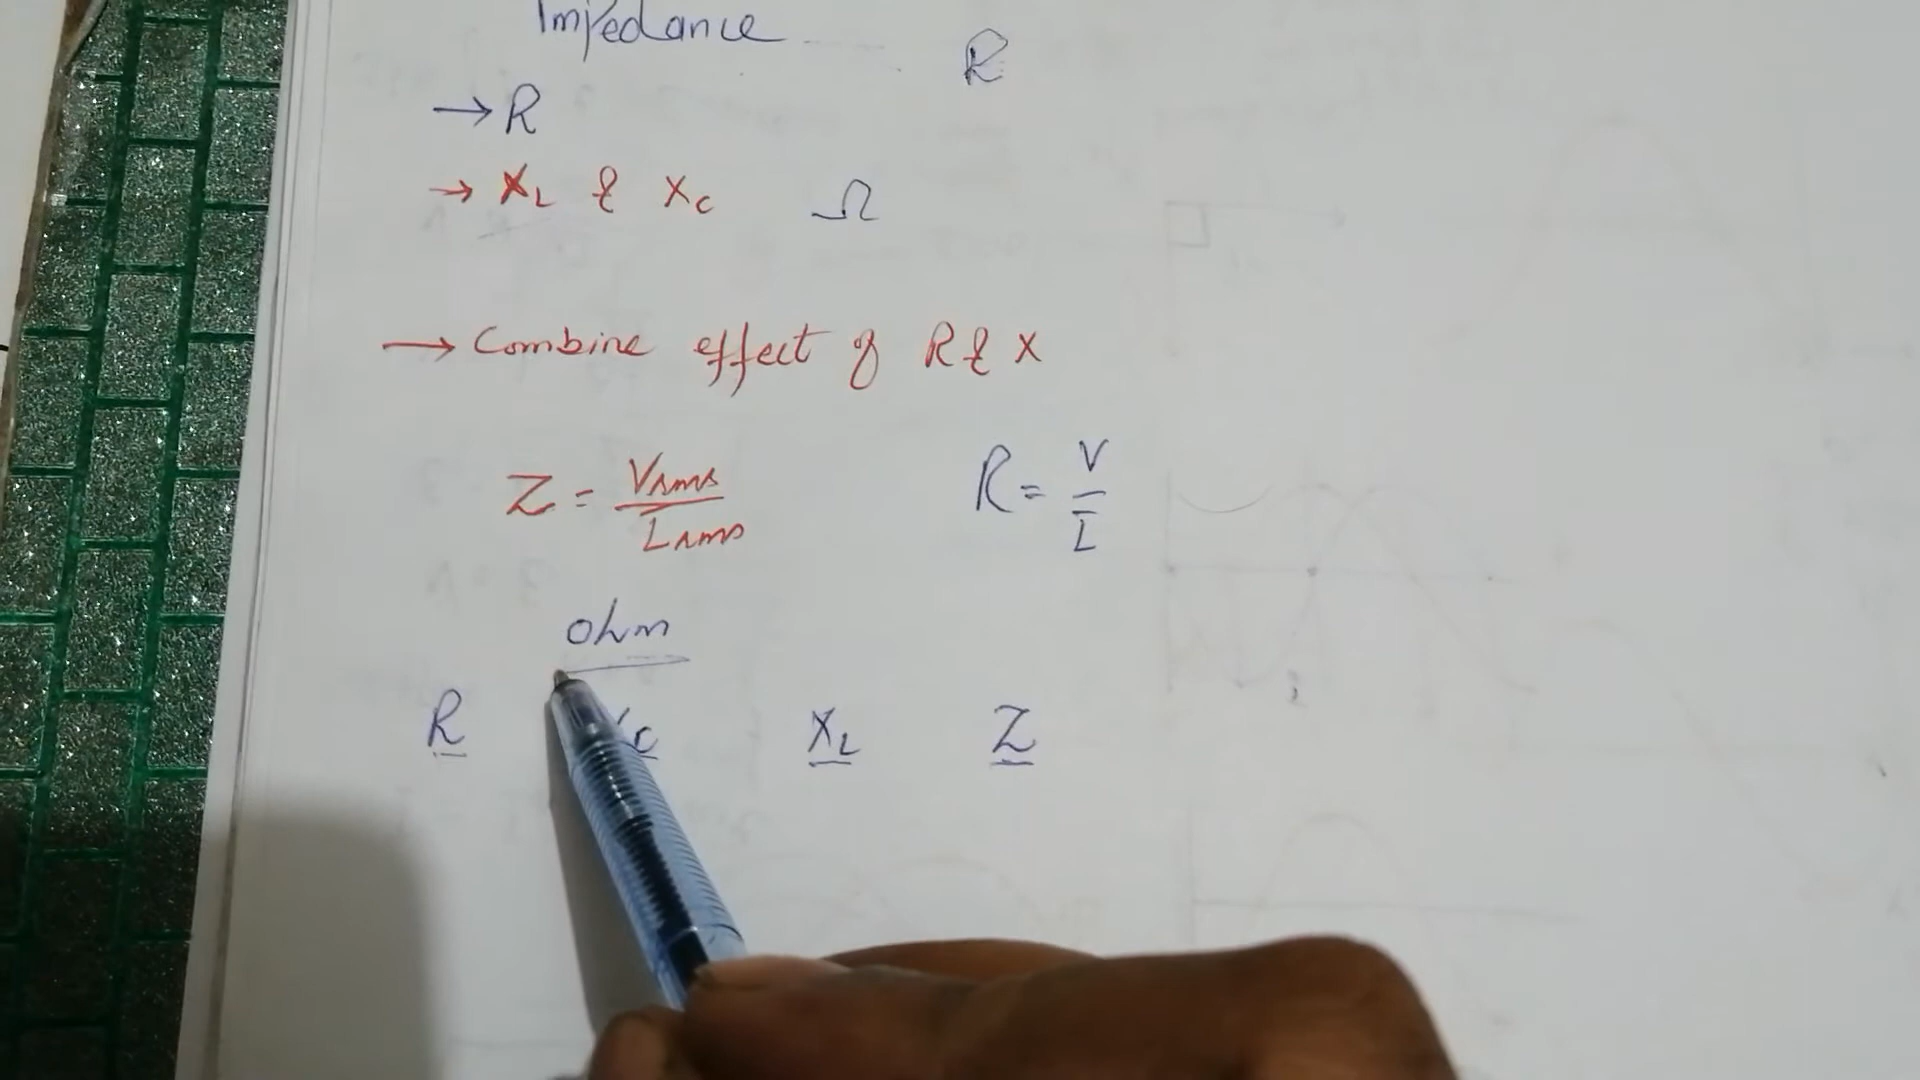 Impedance
R
→ R
→ XL & Xc Ω
→ Combine effect of R & X
Z = Vrms / Irms
R = V / I
ohm
R c XL Z